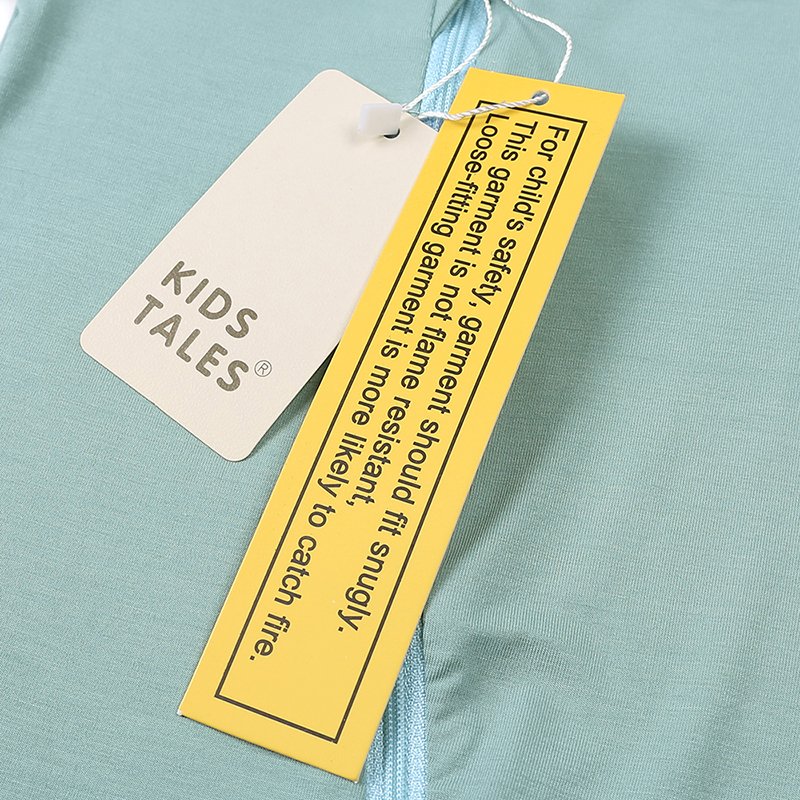 KIDS
TALES®
For child's safety, garment should fit snugly.
This garment is not flame resistant,
Loose-fitting garment is more likely to catch fire.